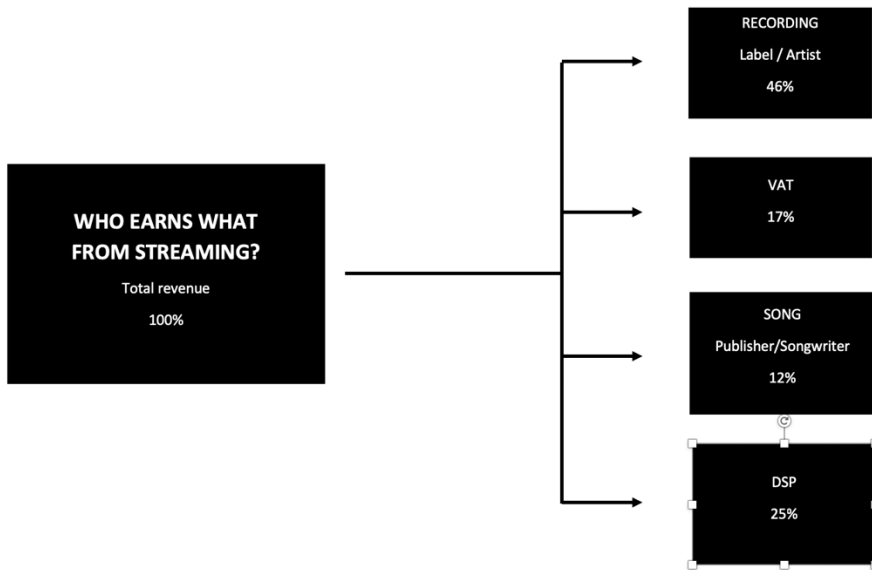 WHO EARNS WHAT
FROM STREAMING?
Total revenue
100%
RECORDING
Label / Artist
46%
VAT
17%
SONG
Publisher/Songwriter
12%
DSP
25%